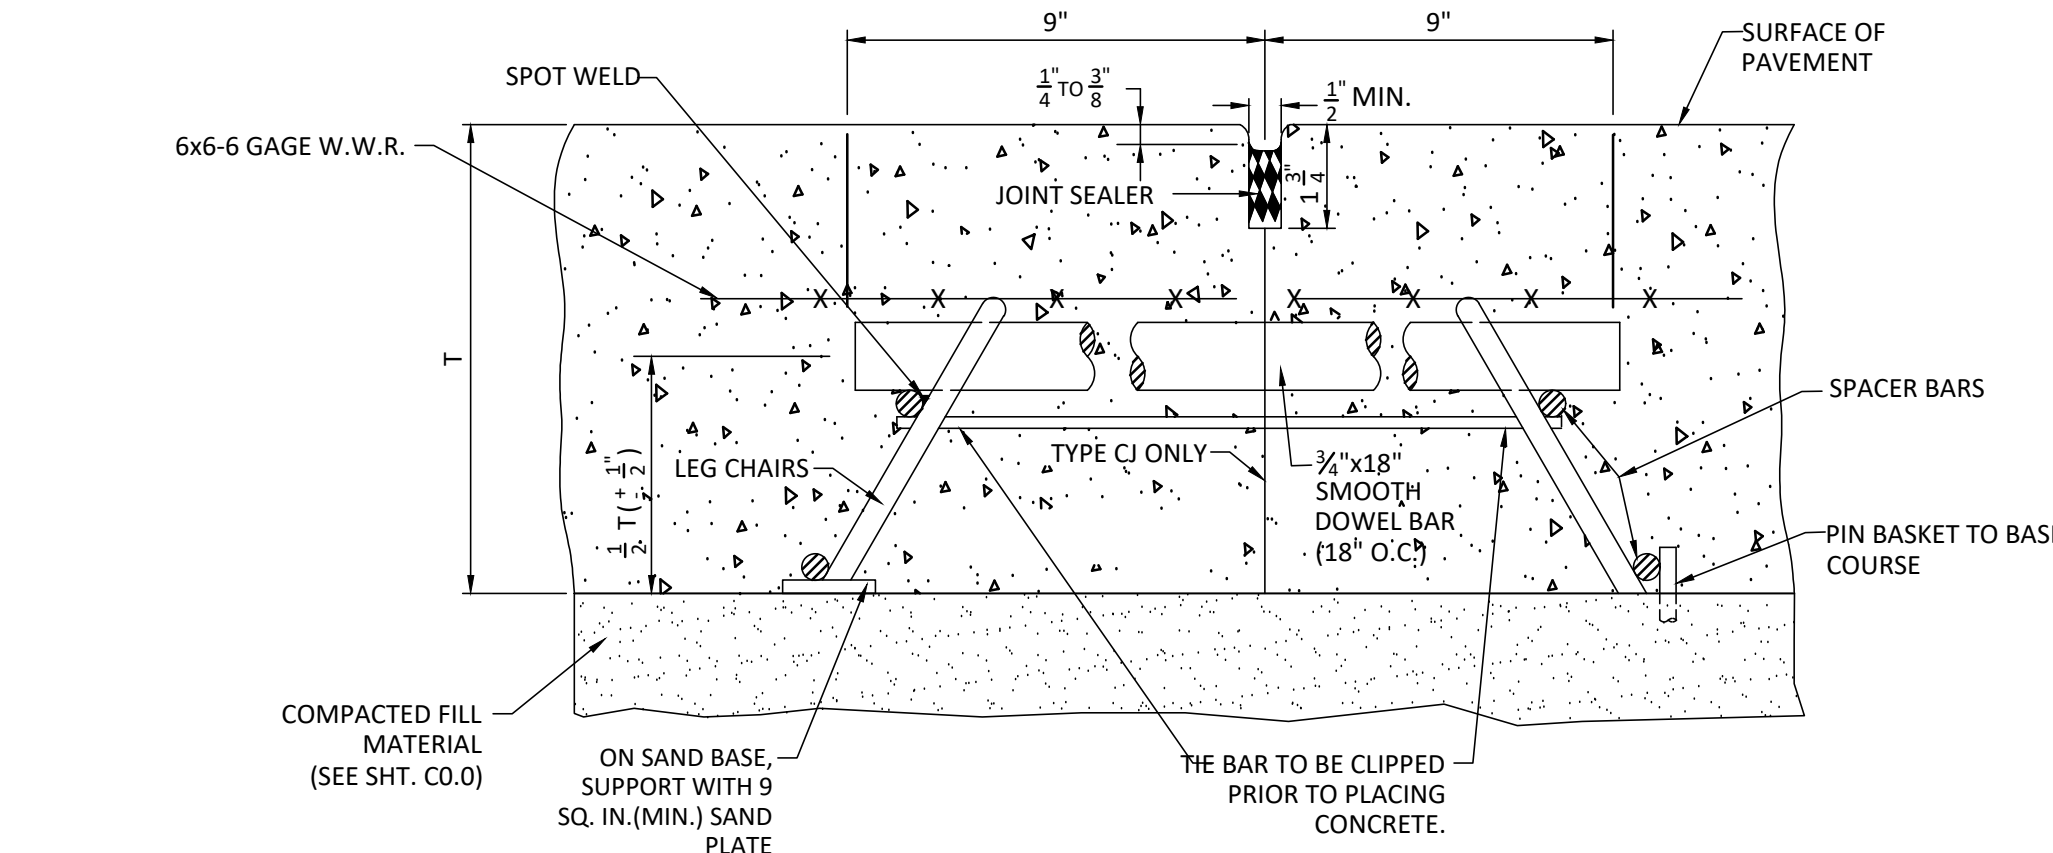 9"
9"
SURFACE OF
PAVEMENT
SPOT WELD
1/4" TO 3/8"
1/2" MIN.
6x6-6 GAGE W.W.R.
JOINT SEALER
1 3/4"
X X X X X X X X
T
SPACER BARS
1/2 T(± 1/2")
LEG CHAIRS
TYPE CJ ONLY
3/4"x18"
SMOOTH
DOWEL BAR
(18" O.C.)
PIN BASKET TO BASE
COURSE
COMPACTED FILL
MATERIAL
(SEE SHT. C0.0)
ON SAND BASE,
SUPPORT WITH 9
SQ. IN.(MIN.) SAND
PLATE
TIE BAR TO BE CLIPPED
PRIOR TO PLACING
CONCRETE.